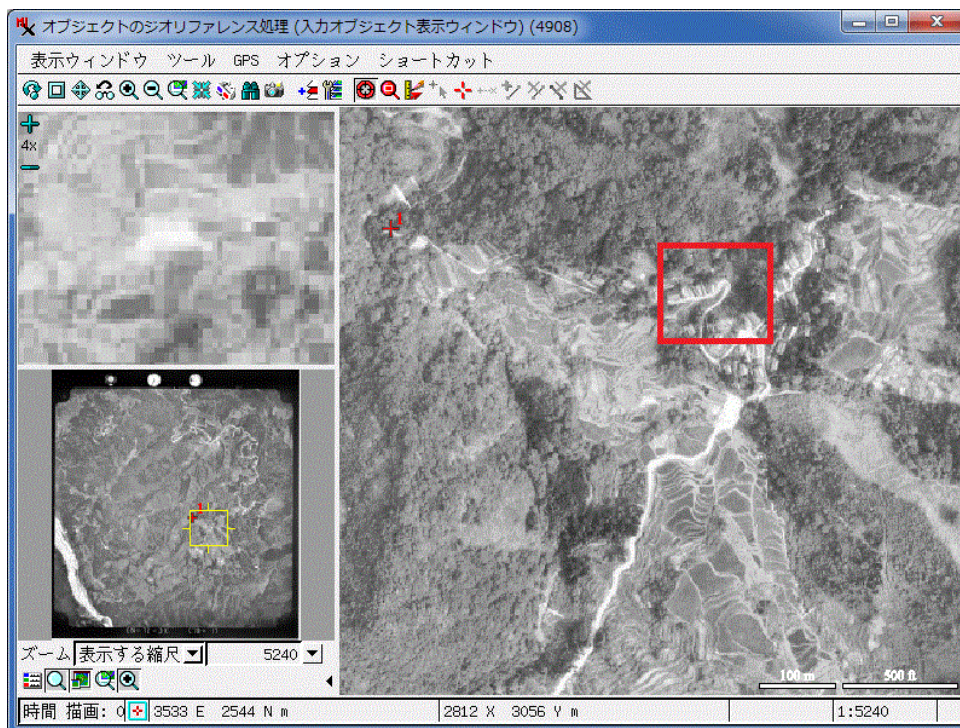 オブジェクトのジオリファレンス処理 (入力オブジェクト表示ウィンドウ) (4908)
表示ウィンドウ ツール GPS オプション ショートカット
4x
1
1
ズーム 表示する縮尺 5240
100 m 500 ft
時間 描画: 0 3533 E 2544 N m 2812 X 3056 Y m 1:5240